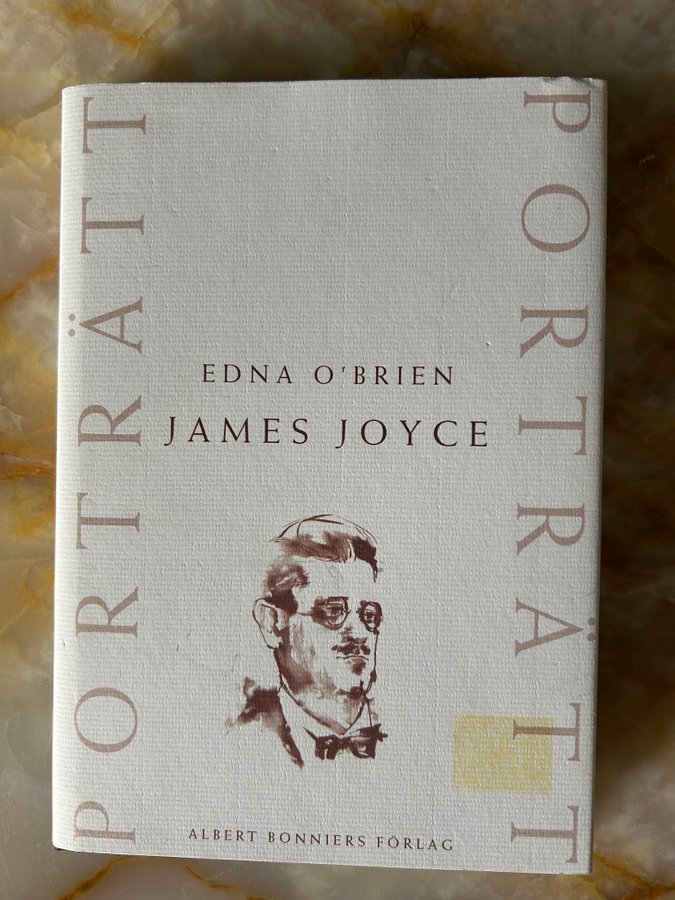 PORTRÄTT
PORTRÄTT
EDNA O'BRIEN
JAMES JOYCE
ALBERT BONNIERS FÖRLAG